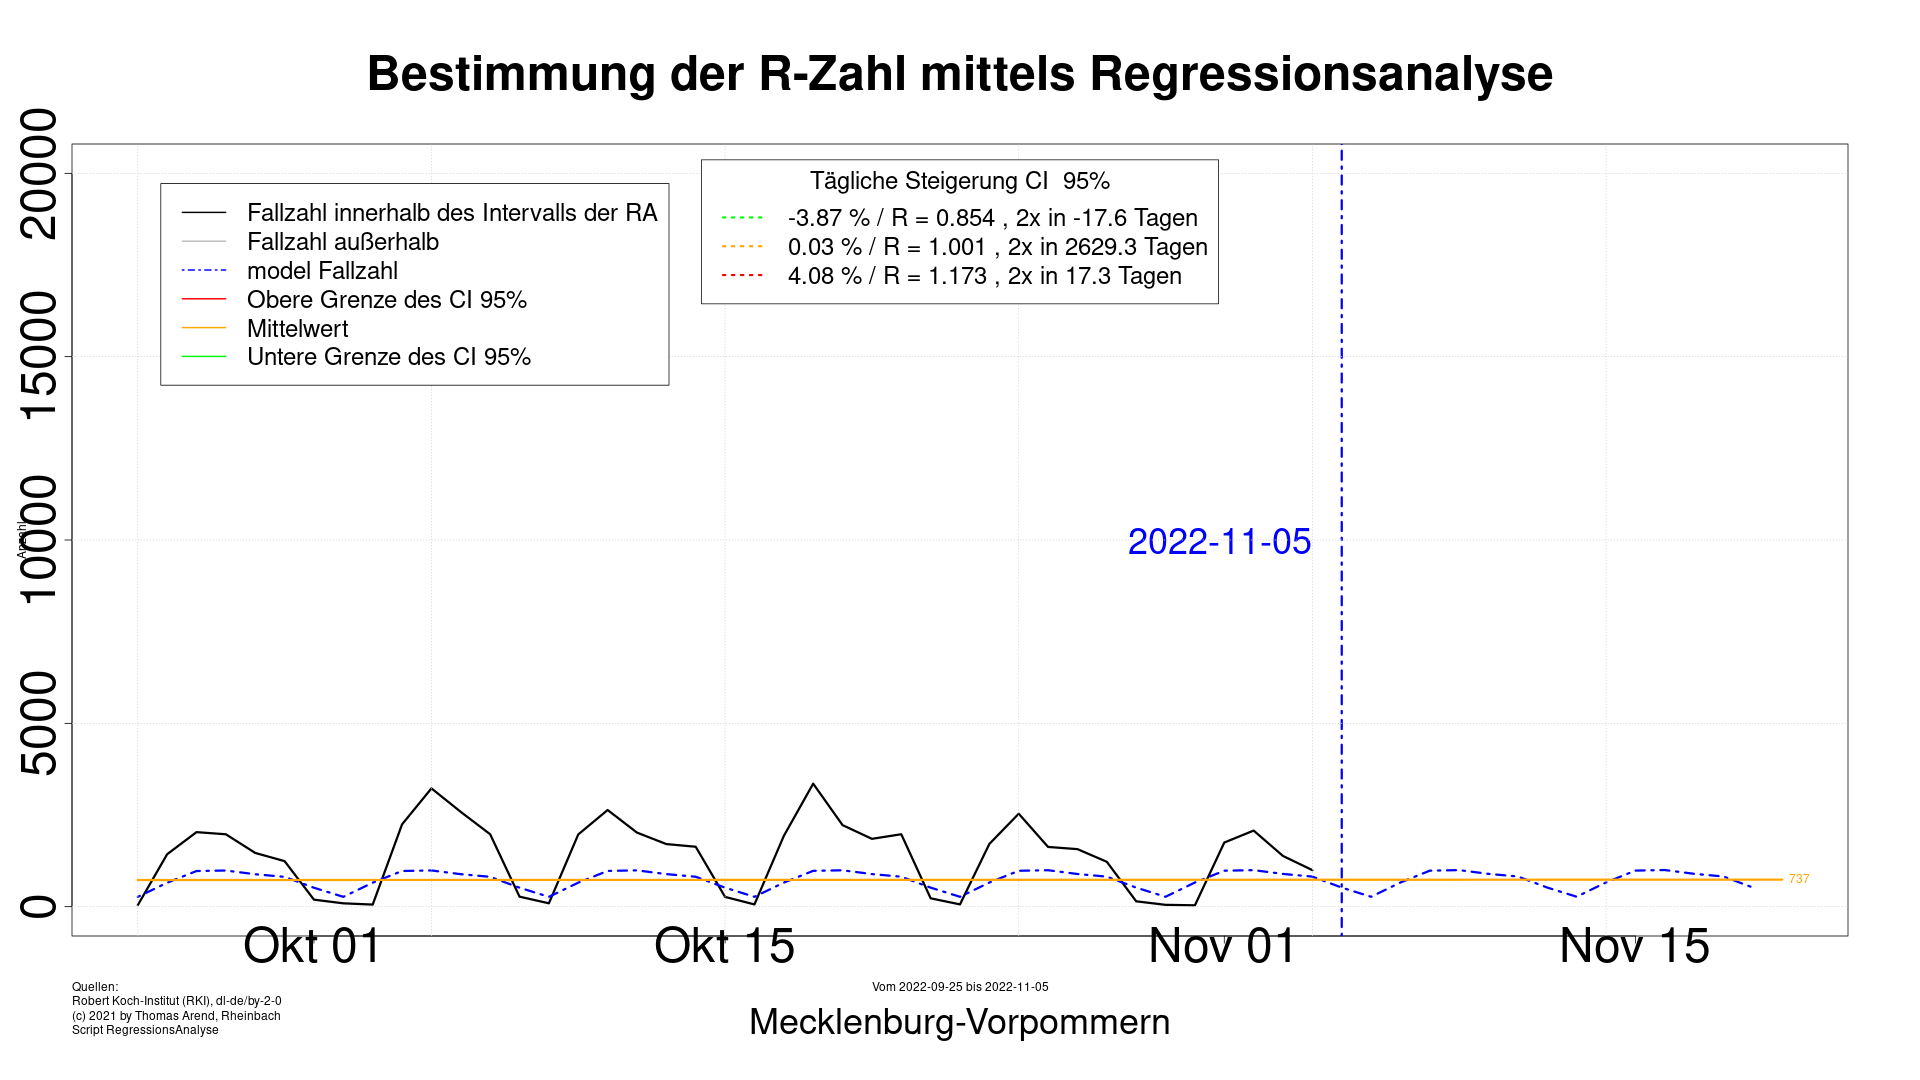 Bestimmung der R-Zahl mittels Regressionsanalyse
20000
15000
10000
5000
0
Anzahl
Fallzahl innerhalb des Intervalls der RA
Fallzahl außerhalb
model Fallzahl
Obere Grenze des CI 95%
Mittelwert
Untere Grenze des CI 95%
Tägliche Steigerung CI  95%
-3.87 % / R = 0.854 , 2x in -17.6 Tagen
0.03 % / R = 1.001 , 2x in 2629.3 Tagen
4.08 % / R = 1.173 , 2x in 17.3 Tagen
2022-11-05
737
Okt 01
Okt 15
Nov 01
Nov 15
Quellen:
Robert Koch-Institut (RKI), dl-de/by-2-0
(c) 2021 by Thomas Arend, Rheinbach
Script RegressionsAnalyse
Vom 2022-09-25 bis 2022-11-05
Mecklenburg-Vorpommern